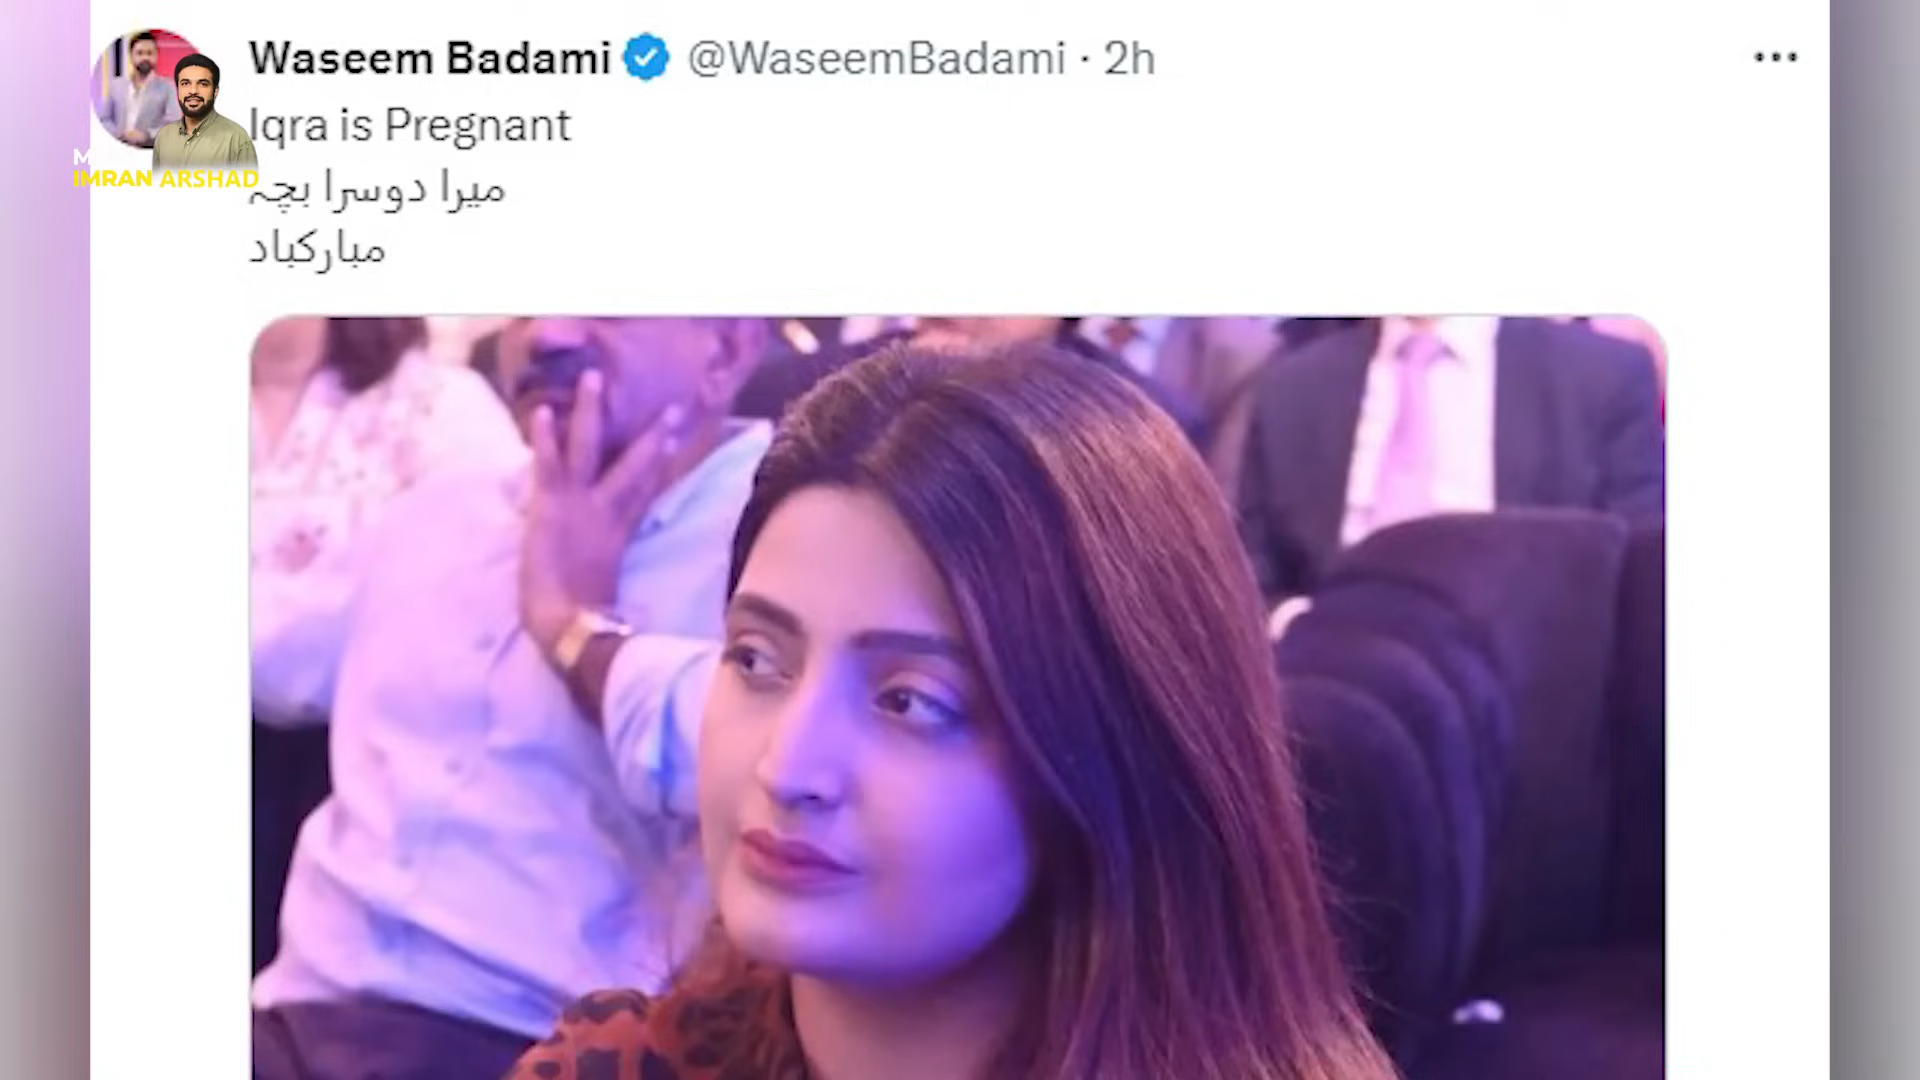 Waseem Badami @WaseemBadami · 2h
Iqra is Pregnant
میرا دوسرا بچہ
مبارکباد
IMRAN ARSHAD